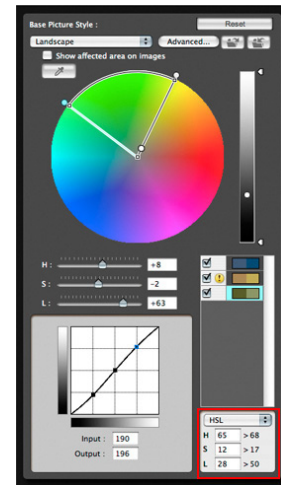 Base Picture Style :
Reset
Landscape
Advanced...
Show affected area on images
H : +8
S : -2
L : +63
Input : 190
Output : 196
HSL
H 65 > 68
S 12 > 17
L 28 > 50